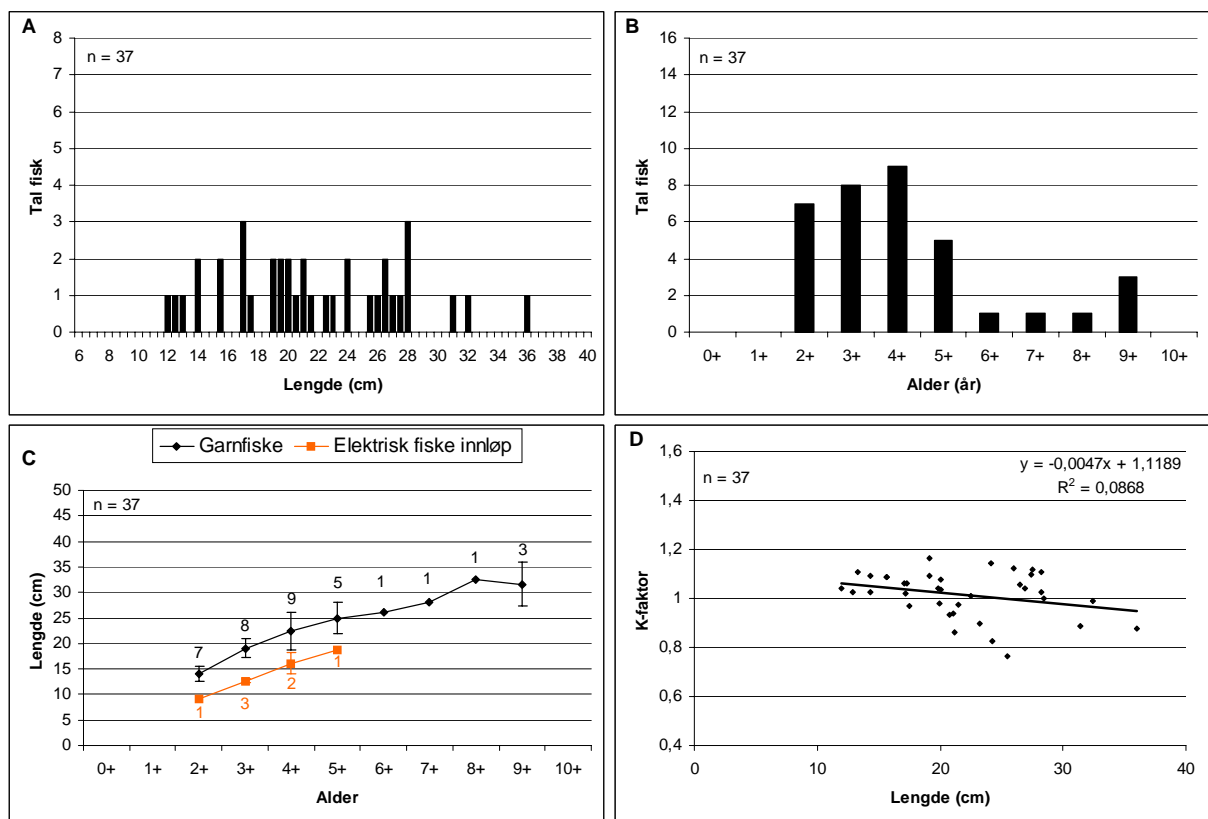 A
n = 37
Tal fisk
8
7
6
5
4
3
2
1
0
6 8 10 12 14 16 18 20 22 24 26 28 30 32 34 36 38 40
Lengde (cm)
B
n = 37
Tal fisk
16
14
12
10
8
6
4
2
0
0+ 1+ 2+ 3+ 4+ 5+ 6+ 7+ 8+ 9+ 10+
Alder (år)
C
Garnfiske Elektrisk fiske innløp
n = 37
Lengde (cm)
50
45
40
35
30
25
20
15
10
5
0
7 8 9 5 1 1 1 3
1 3 2 1
0+ 1+ 2+ 3+ 4+ 5+ 6+ 7+ 8+ 9+ 10+
Alder
D
n = 37
y = -0,0047x + 1,1189
R² = 0,0868
K-faktor
1,6
1,4
1,2
1
0,8
0,6
0,4
0 10 20 30 40
Lengde (cm)